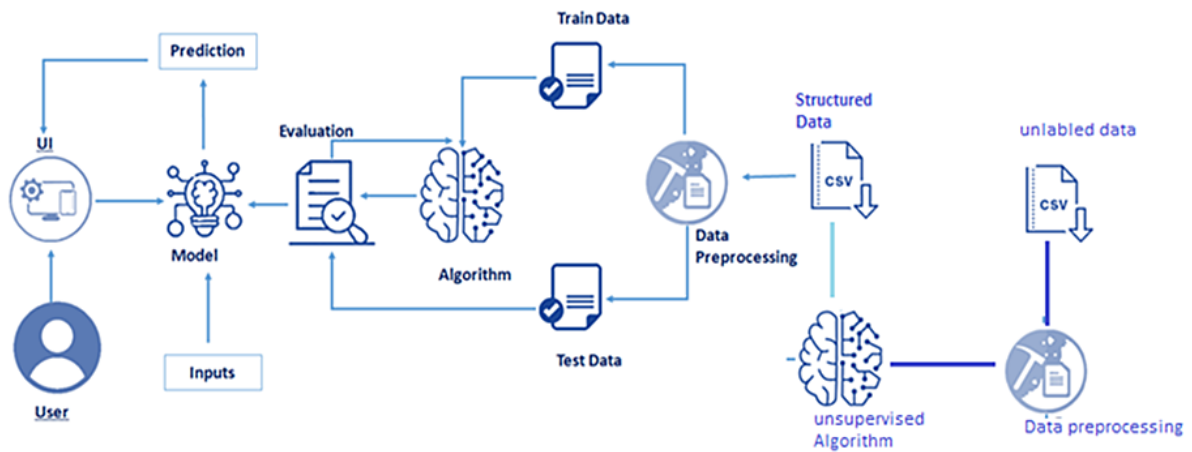 Train Data
Prediction
Structured
Data
Evaluation
unlabled data
UI
CSV
CSV
Data
Preprocessing
Model
Algorithm
Test Data
Inputs
User
unsupervised
Algorithm
Data preprocessing